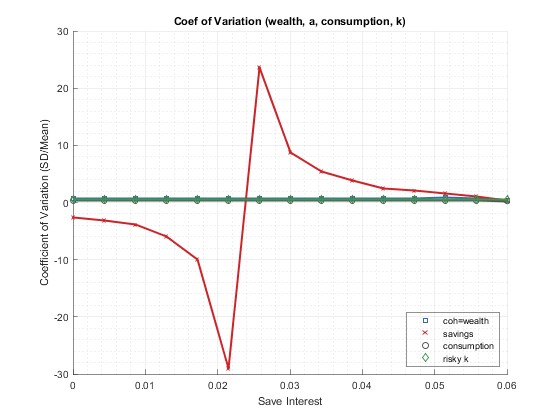 Coef of Variation (wealth, a, consumption, k)
30
20
10
0
-10
-20
-30
Coefficient of Variation (SD/Mean)
0
0.01
0.02
0.03
0.04
0.05
0.06
Save Interest
coh=wealth
savings
consumption
risky k